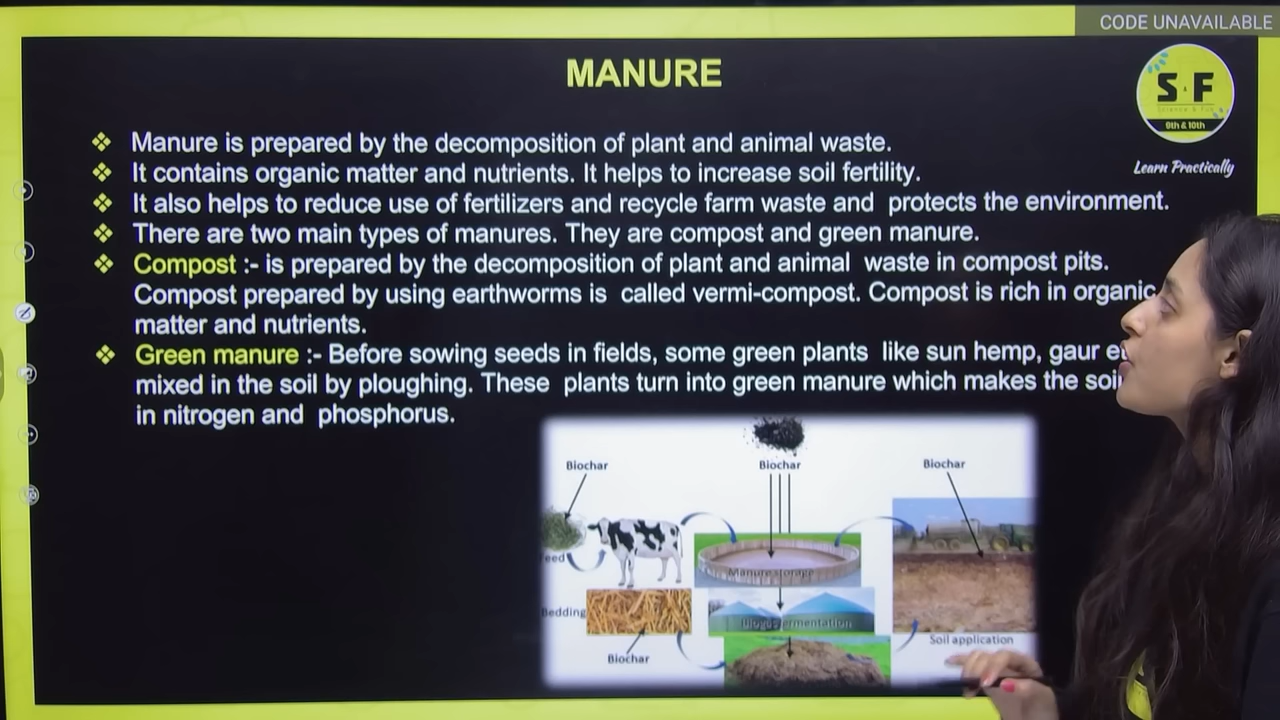 CODE UNAVAILABLE
MANURE
S&F
Science & Fun
9th & 10th
Learn Practically
❖ Manure is prepared by the decomposition of plant and animal waste.
❖ It contains organic matter and nutrients. It helps to increase soil fertility.
❖ It also helps to reduce use of fertilizers and recycle farm waste and protects the environment.
❖ There are two main types of manures. They are compost and green manure.
❖ Compost :- is prepared by the decomposition of plant and animal waste in compost pits.
Compost prepared by using earthworms is called vermi-compost. Compost is rich in organic
matter and nutrients.
❖ Green manure :- Before sowing seeds in fields, some green plants like sun hemp, gaur
mixed in the soil by ploughing. These plants turn into green manure which makes the soil
in nitrogen and phosphorus.
Biochar
Biochar
Biochar
Manure storage
Bedding
Soil application
Biochar